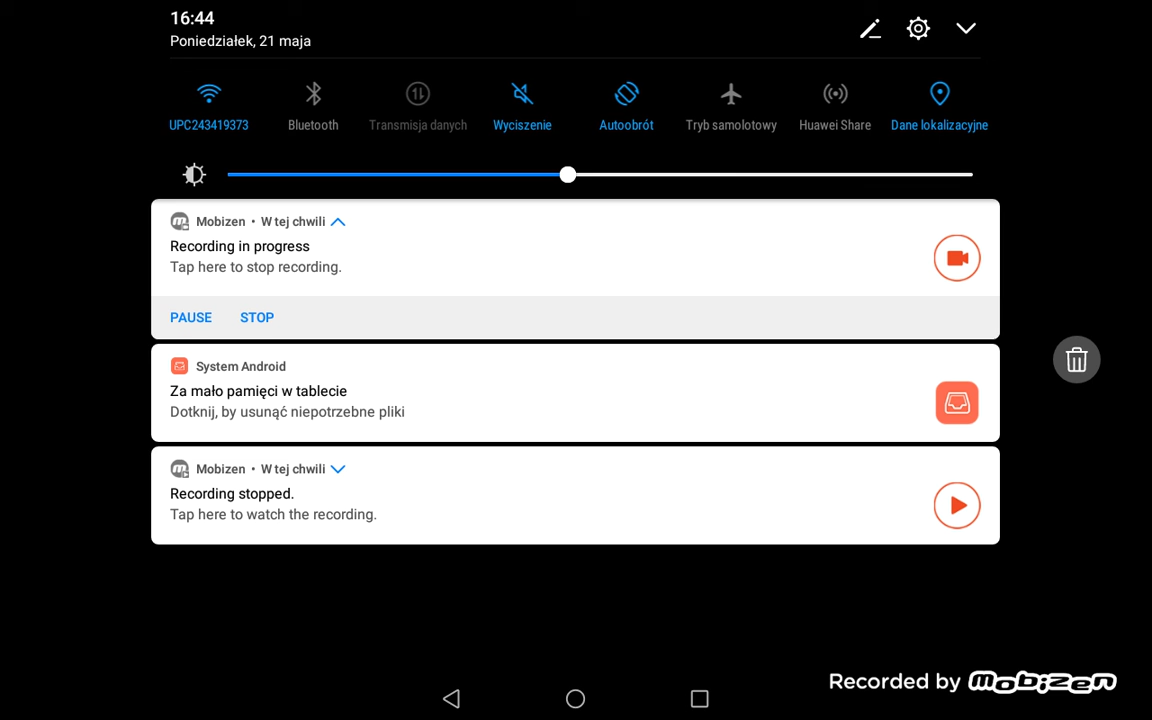 16:44
Poniedziałek, 21 maja
UPC243419373 Bluetooth Transmisja danych Wyciszenie Autoobrót Tryb samolotowy Huawei Share Dane lokalizacyjne
Mobizen • W tej chwili
Recording in progress
Tap here to stop recording.
PAUSE STOP
System Android
Za mało pamięci w tablecie
Dotknij, by usunąć niepotrzebne pliki
Mobizen • W tej chwili
Recording stopped.
Tap here to watch the recording.
Recorded by mobizen